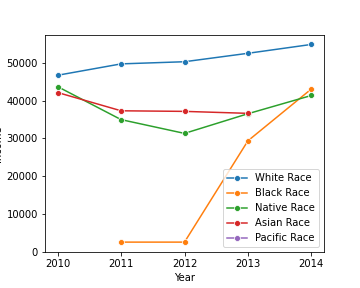 50000
40000
30000
20000
10000
0
2010 2011 2012 2013 2014
Year
White Race
Black Race
Native Race
Asian Race
Pacific Race